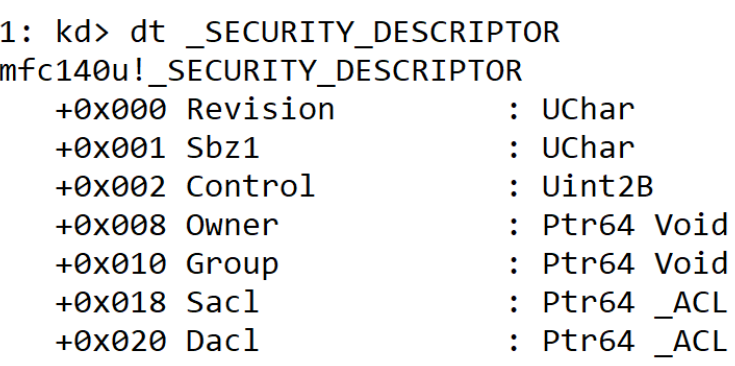 1: kd> dt _SECURITY_DESCRIPTOR
mfc140u!_SECURITY_DESCRIPTOR
   +0x000 Revision         : UChar
   +0x001 Sbz1             : UChar
   +0x002 Control          : Uint2B
   +0x008 Owner            : Ptr64 Void
   +0x010 Group            : Ptr64 Void
   +0x018 Sacl             : Ptr64 _ACL
   +0x020 Dacl             : Ptr64 _ACL